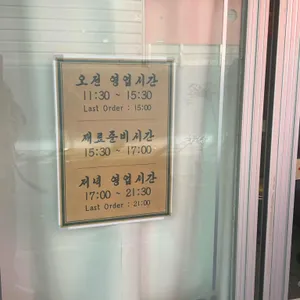 오전 영업시간
11:30 ~ 15:30
Last Order : 15:00
재료준비시간
15:30 ~ 17:00
저녁 영업시간
17:00 ~ 21:30
Last Order : 21:00